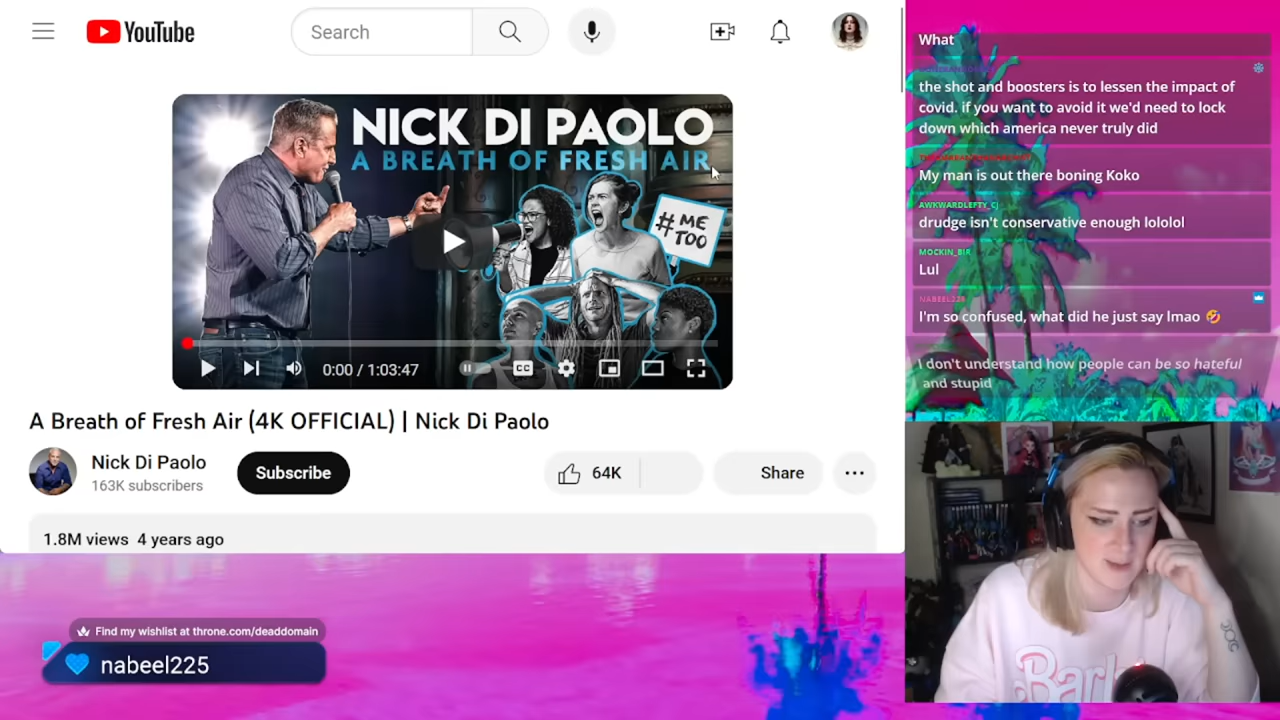 YouTube
Search
NICK DI PAOLO
A BREATH OF FRESH AIR
#ME
TOO
0:00 / 1:03:47
CC
A Breath of Fresh Air (4K OFFICIAL) | Nick Di Paolo
Nick Di Paolo
163K subscribers
Subscribe
64K
Share
1.8M views 4 years ago
Find my wishlist at throne.com/deaddomain
nabeel225
What
the shot and boosters is to lessen the impact of
covid. if you want to avoid it we'd need to lock
down which america never truly did
My man is out there boning Koko
AWKWARDLEFTY_CJ
drudge isn't conservative enough lololol
MOCKIN_BIR
Lul
NABEEL225
I'm so confused, what did he just say lmao 🤣
I don't understand how people can be so hateful
and stupid
Barb